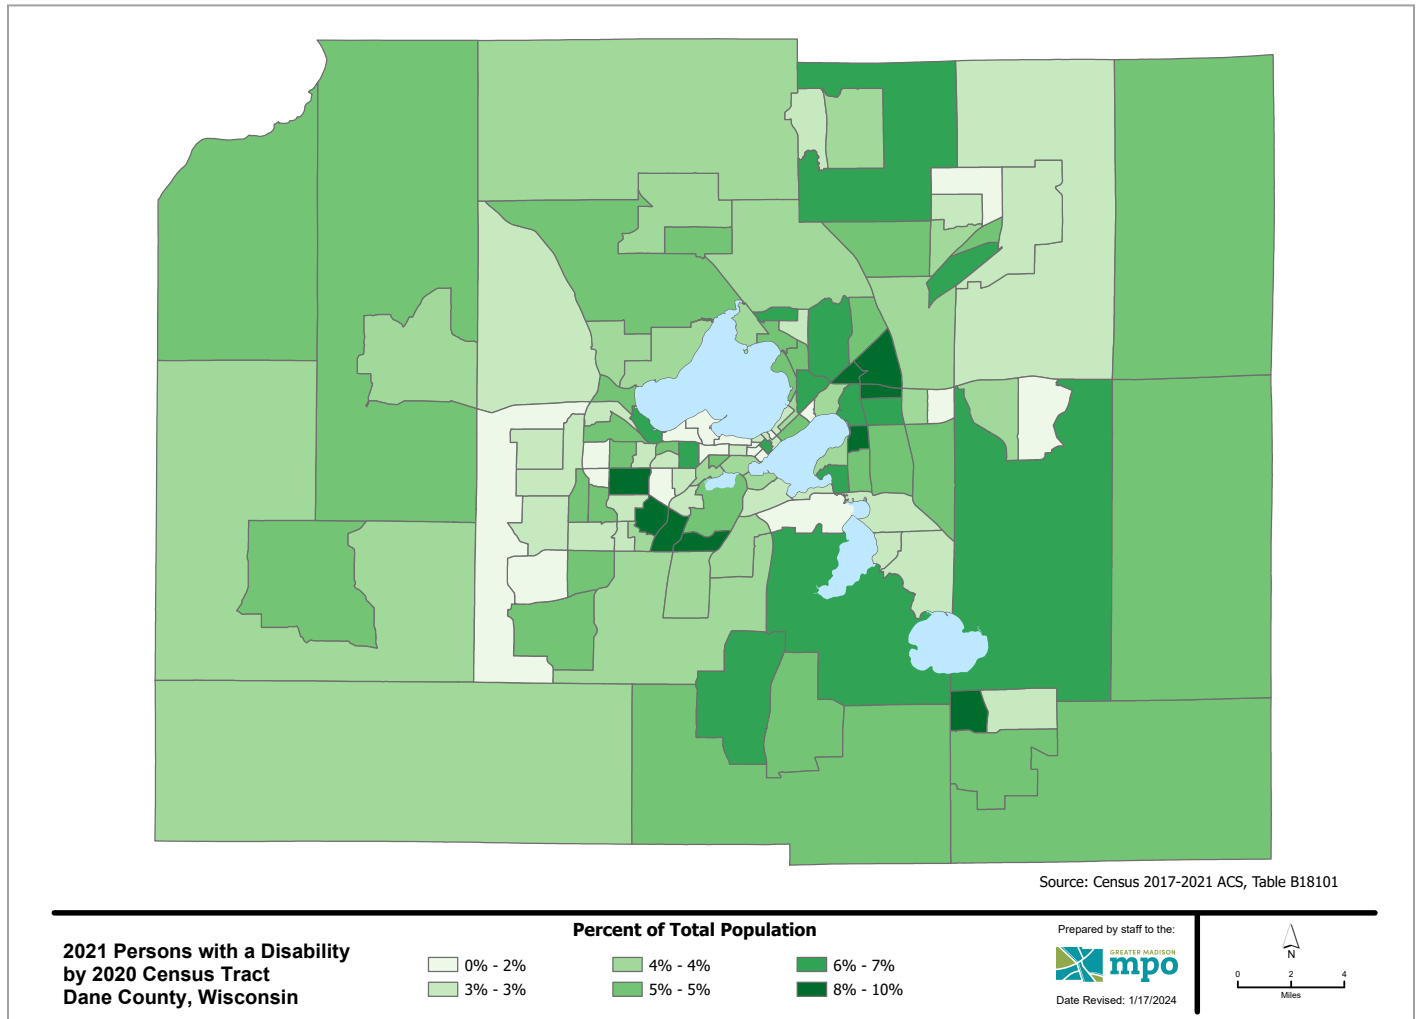 Source: Census 2017-2021 ACS, Table B18101
2021 Persons with a Disability
by 2020 Census Tract
Dane County, Wisconsin
Percent of Total Population
0% - 2%
3% - 3%
4% - 4%
5% - 5%
6% - 7%
8% - 10%
Prepared by staff to the:
GREATER MADISON
mpo
Date Revised: 1/17/2024
N
0 2 4
Miles